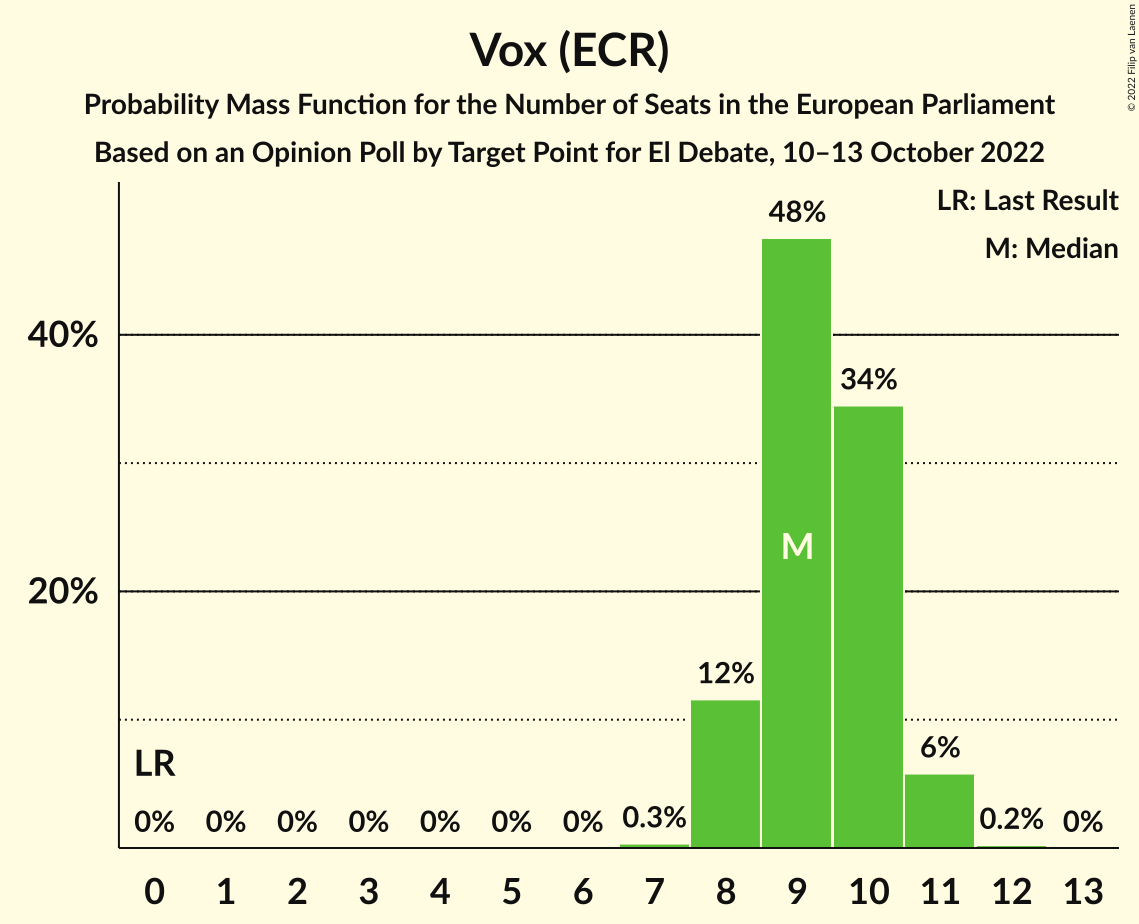 Vox (ECR)
Probability Mass Function for the Number of Seats in the European Parliament
Based on an Opinion Poll by Target Point for El Debate, 10–13 October 2022
© 2022 Filip van Laenen
LR: Last Result
M: Median
48%
40%
34%
M
20%
12%
6%
LR
0% 0% 0% 0% 0% 0% 0% 0.3% 0.2% 0%
0 1 2 3 4 5 6 7 8 9 10 11 12 13